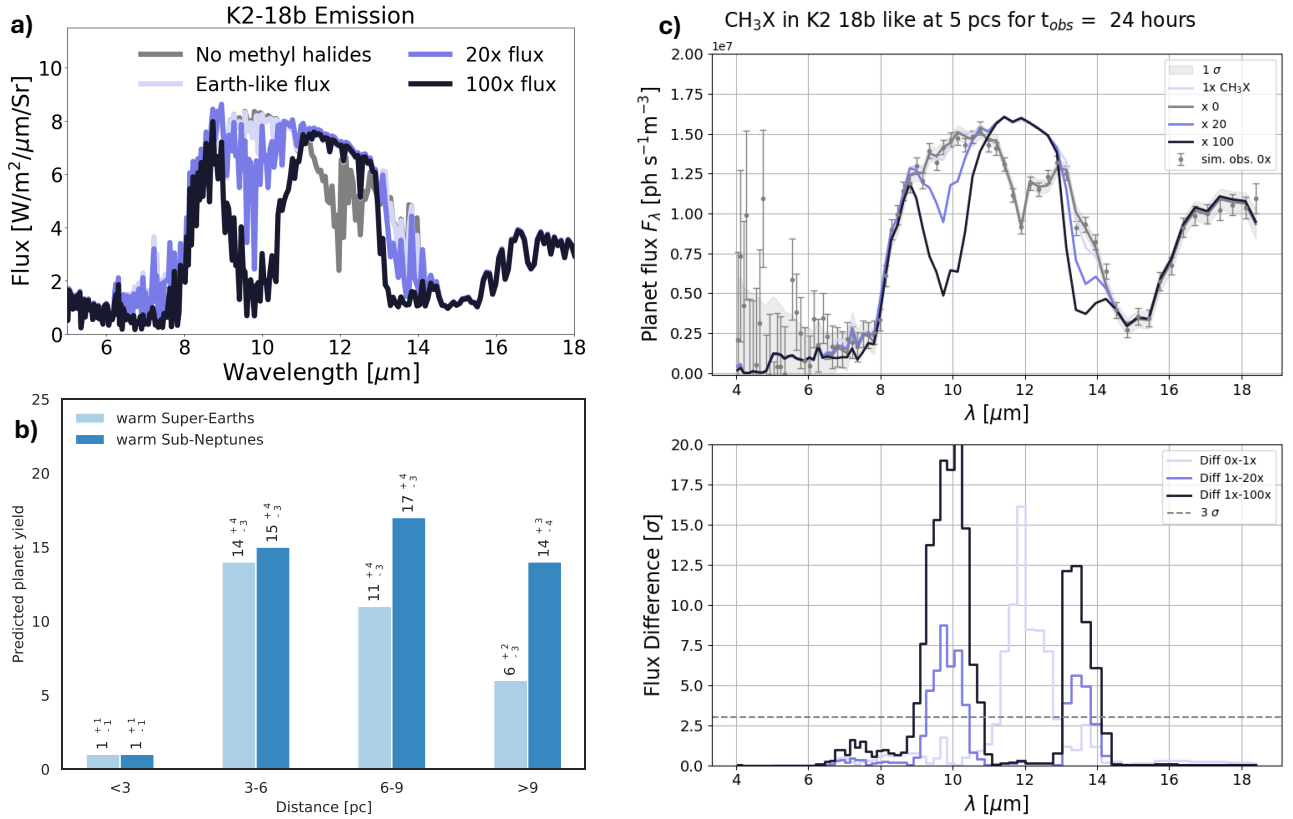 a)
K2-18b Emission
No methyl halides
Earth-like flux
20x flux
100x flux
Flux [W/m²/μm/Sr]
0
2
4
6
8
10
6
8
10
12
14
16
18
Wavelength [μm]
b)
warm Super-Earths
warm Sub-Neptunes
Predicted planet yield
0
5
10
15
20
25
1 +1 -1
1 +1 -1
14 +4 -3
15 +4 -3
11 +4 -3
17 +4 -3
6 +2 -3
14 +3 -4
<3
3-6
6-9
>9
Distance [pc]
c)
CH₃X in K2 18b like at 5 pcs for t_obs = 24 hours
1e7
1 σ
1x CH₃X
x 0
x 20
x 100
sim. obs. 0x
Planet flux F_λ [ph s⁻¹m⁻³]
2.00
1.75
1.50
1.25
1.00
0.75
0.50
0.25
0.00
4
6
8
10
12
14
16
18
λ [μm]
Diff 0x-1x
Diff 1x-20x
Diff 1x-100x
3 σ
Flux Difference [σ]
20.0
17.5
15.0
12.5
10.0
7.5
5.0
2.5
0.0
4
6
8
10
12
14
16
18
λ [μm]